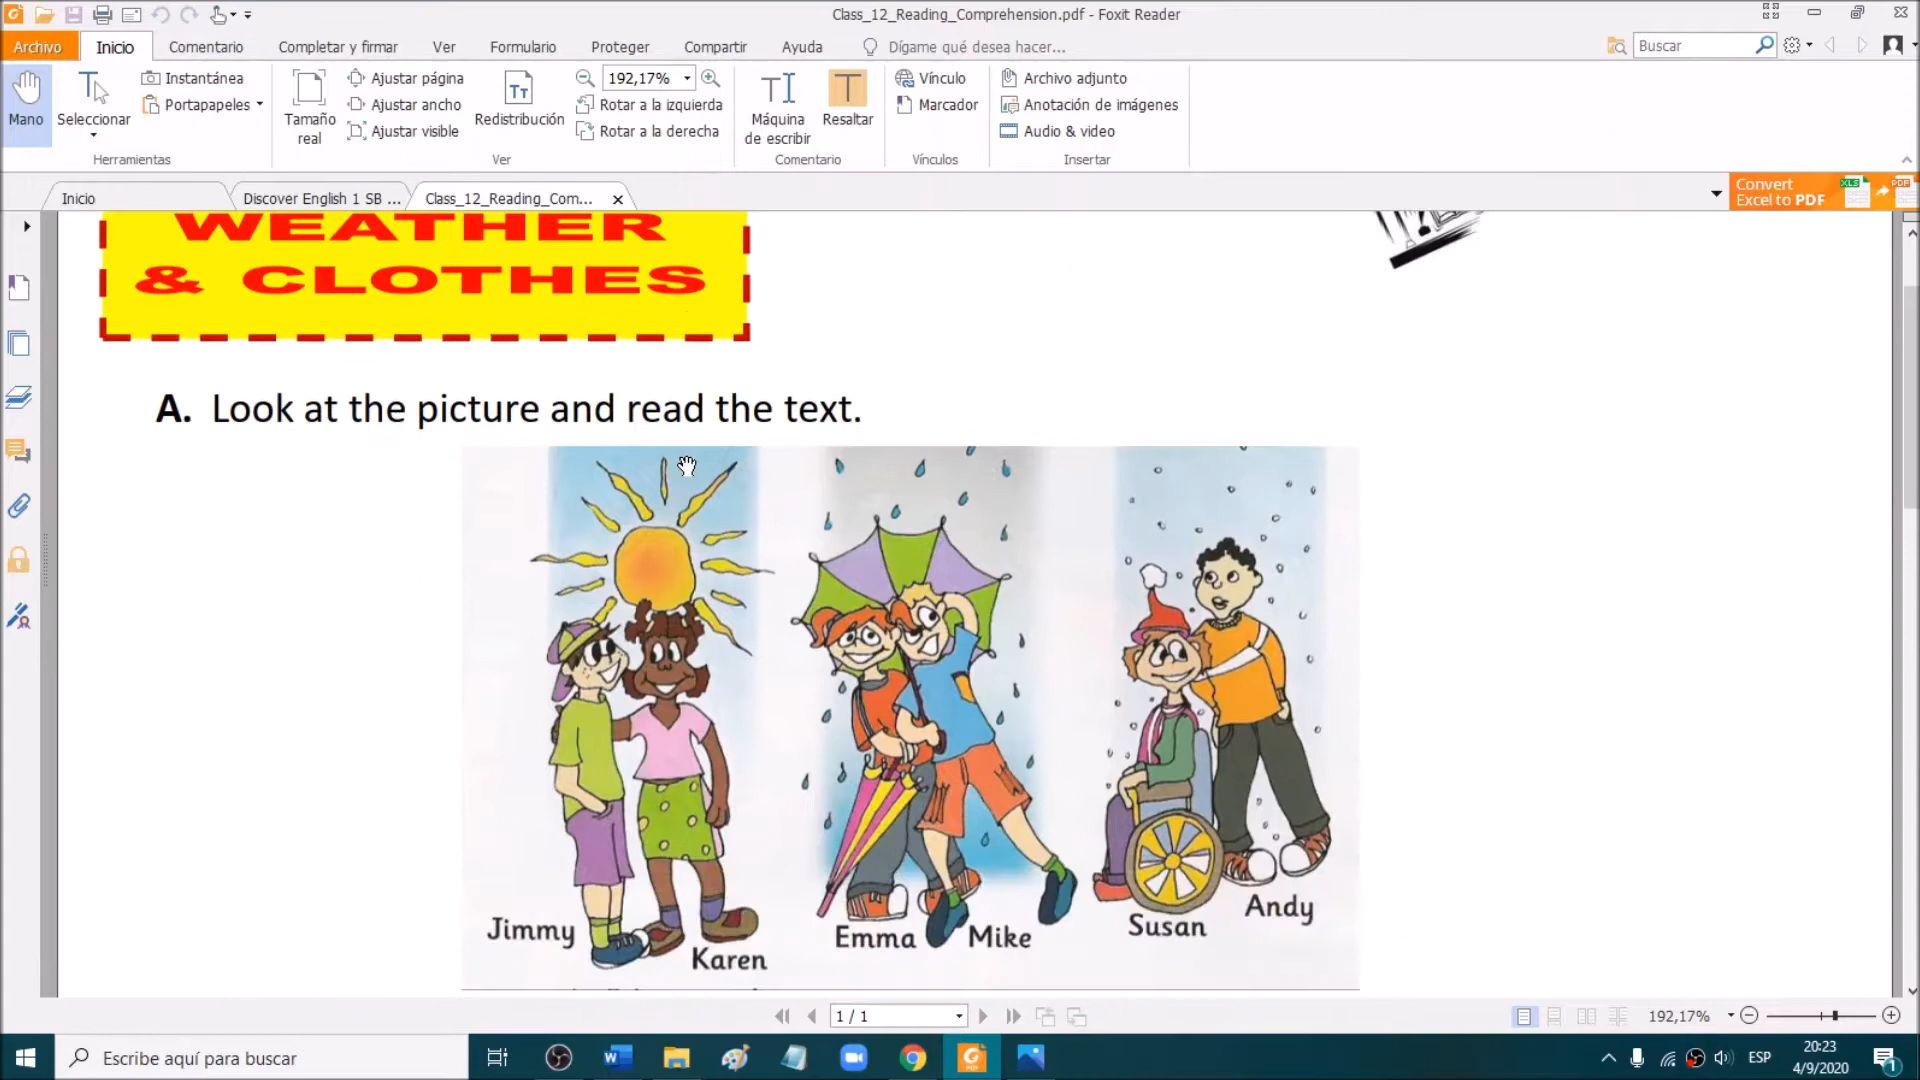 Class_12_Reading_Comprehension.pdf - Foxit Reader
Archivo Inicio Comentario Completar y firmar Ver Formulario Proteger Compartir Ayuda Dígame qué desea hacer... Buscar
Mano
Seleccionar
Instantánea
Portapapeles
Herramientas
Tamaño
real
Ajustar página
Ajustar ancho
Ajustar visible
Redistribución
192,17%
Rotar a la izquierda
Rotar a la derecha
Ver
Máquina
de escribir
Resaltar
Comentario
Vínculo
Marcador
Vínculos
Archivo adjunto
Anotación de imágenes
Audio & video
Insertar
Inicio
Discover English 1 SB ...
Class_12_Reading_Com...
Convert
Excel to PDF
XLS
PDF
WEATHER
& CLOTHES
A. Look at the picture and read the text.
Jimmy
Karen
Emma
Mike
Susan
Andy
1 / 1
192,17%
Escribe aquí para buscar
ESP
20:23
4/9/2020
1